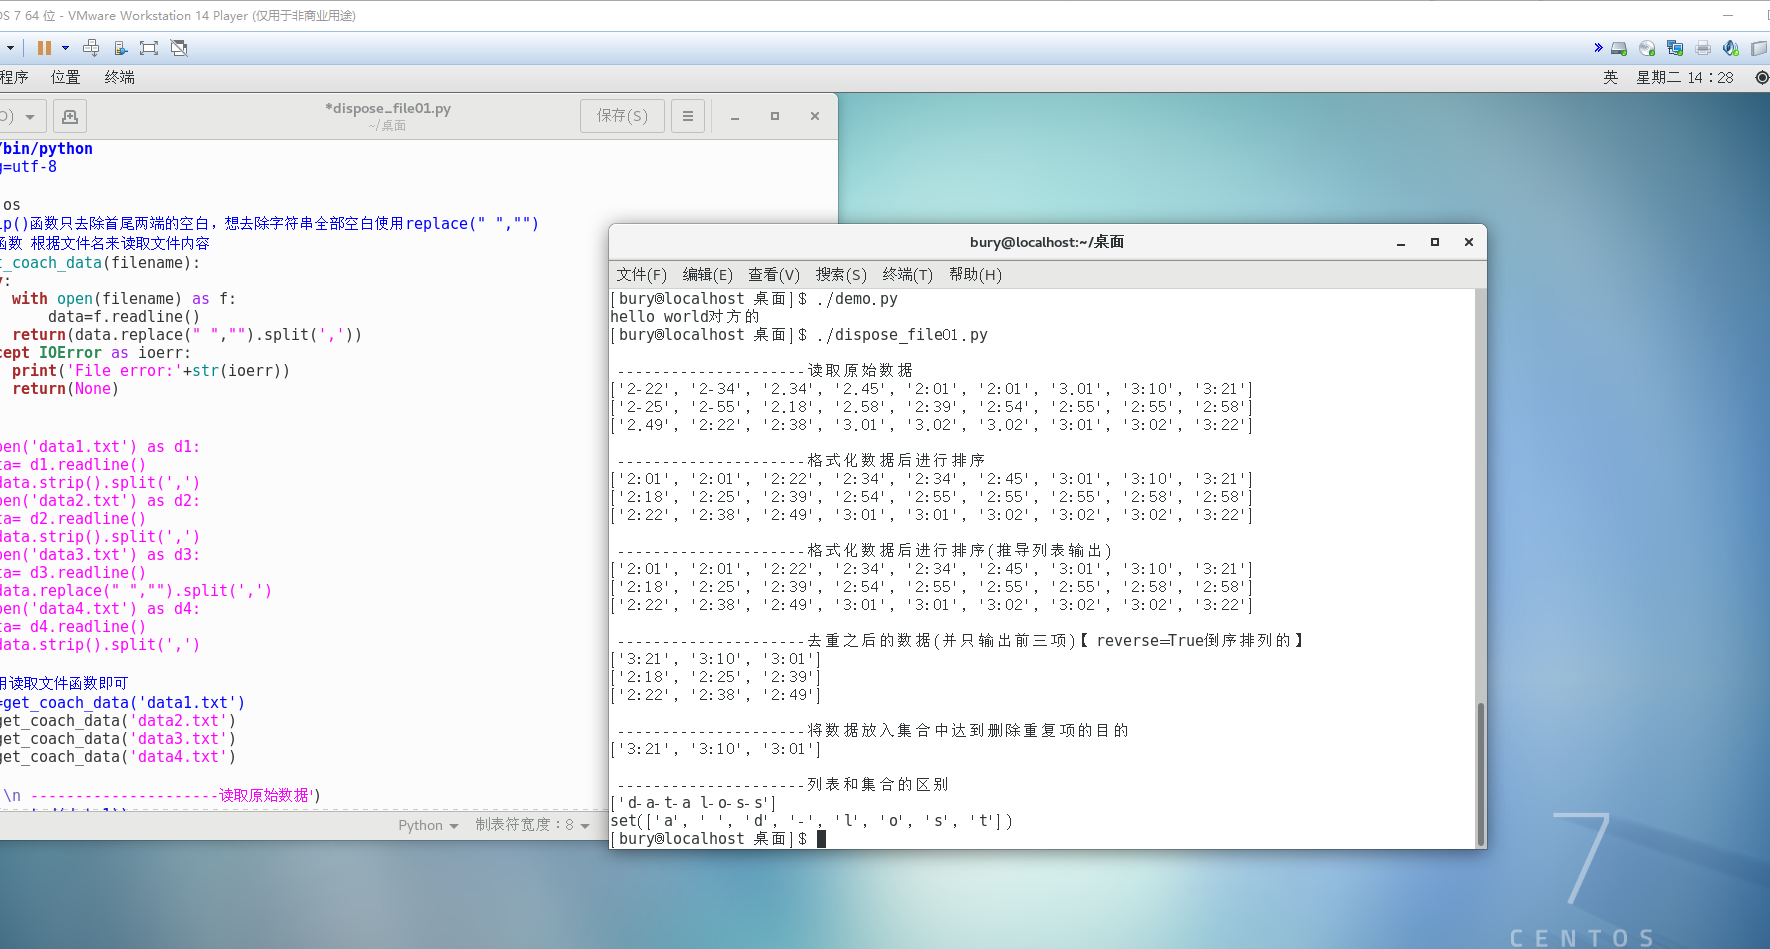 OS 7 64 位 - VMware Workstation 14 Player (仅用于非商业用途)
程序 位置 终端
英 星期二 14：28
*dispose_file01.py
~/桌面
保存(S)
/bin/python
g=utf-8
os
ip()函数只去除首尾两端的空白，想去除字符串全部空白使用replace(" ","")
函数 根据文件名来读取文件内容
t_coach_data(filename):
y:
with open(filename) as f:
data=f.readline()
return(data.replace(" ","").split(','))
cept IOError as ioerr:
print('File error:'+str(ioerr))
return(None)
pen('data1.txt') as d1:
ta= d1.readline()
data.strip().split(',')
pen('data2.txt') as d2:
ta= d2.readline()
data.strip().split(',')
pen('data3.txt') as d3:
ta= d3.readline()
data.replace(" ","").split(',')
pen('data4.txt') as d4:
ta= d4.readline()
data.strip().split(',')
用读取文件函数即可
=get_coach_data('data1.txt')
get_coach_data('data2.txt')
get_coach_data('data3.txt')
get_coach_data('data4.txt')
\n ---------------------读取原始数据')
Python 制表符宽度：8
bury@localhost:~/桌面
文件(F) 编辑(E) 查看(V) 搜索(S) 终端(T) 帮助(H)
[bury@localhost 桌面]$ ./demo.py
hello world对方的
[bury@localhost 桌面]$ ./dispose_file01.py
---------------------读取原始数据
['2-22', '2-34', '2.34', '2.45', '2:01', '2:01', '3.01', '3:10', '3:21']
['2-25', '2-55', '2.18', '2.58', '2:39', '2:54', '2:55', '2:55', '2:58']
['2.49', '2:22', '2:38', '3.01', '3.02', '3.02', '3:01', '3:02', '3:22']
---------------------格式化数据后进行排序
['2:01', '2:01', '2:22', '2:34', '2:34', '2:45', '3:01', '3:10', '3:21']
['2:18', '2:25', '2:39', '2:54', '2:55', '2:55', '2:55', '2:58', '2:58']
['2:22', '2:38', '2:49', '3:01', '3:01', '3:02', '3:02', '3:02', '3:22']
---------------------格式化数据后进行排序(推导列表输出)
['2:01', '2:01', '2:22', '2:34', '2:34', '2:45', '3:01', '3:10', '3:21']
['2:18', '2:25', '2:39', '2:54', '2:55', '2:55', '2:55', '2:58', '2:58']
['2:22', '2:38', '2:49', '3:01', '3:01', '3:02', '3:02', '3:02', '3:22']
---------------------去重之后的数据(并只输出前三项)【 reverse=True倒序排列的】
['3:21', '3:10', '3:01']
['2:18', '2:25', '2:39']
['2:22', '2:38', '2:49']
---------------------将数据放入集合中达到删除重复项的目的
['3:21', '3:10', '3:01']
---------------------列表和集合的区别
['d-a-t-a l-o-s-s']
set(['a', ' ', 'd', '-', 'l', 'o', 's', 't'])
[bury@localhost 桌面]$
7
CENTOS